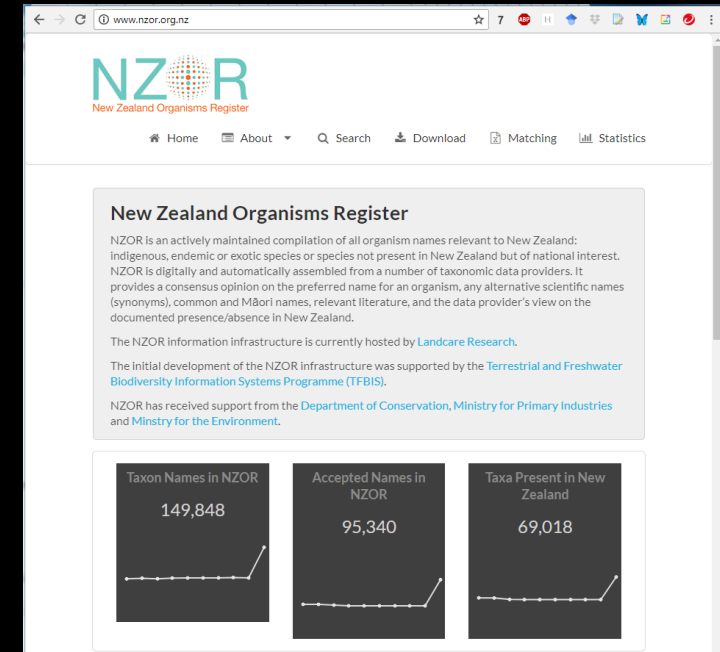 www.nzor.org.nz
7
ABP
H
NZOR
New Zealand Organisms Register
Home About Search Download Matching Statistics
New Zealand Organisms Register
NZOR is an actively maintained compilation of all organism names relevant to New Zealand:
indigenous, endemic or exotic species or species not present in New Zealand but of national interest.
NZOR is digitally and automatically assembled from a number of taxonomic data providers. It
provides a consensus opinion on the preferred name for an organism, any alternative scientific names
(synonyms), common and Māori names, relevant literature, and the data provider's view on the
documented presence/absence in New Zealand.
The NZOR information infrastructure is currently hosted by Landcare Research.
The initial development of the NZOR infrastructure was supported by the Terrestrial and Freshwater
Biodiversity Information Systems Programme (TFBIS).
NZOR has received support from the Department of Conservation, Ministry for Primary Industries
and Minstry for the Environment.
Taxon Names in NZOR
149,848
Accepted Names in
NZOR
95,340
Taxa Present in New
Zealand
69,018